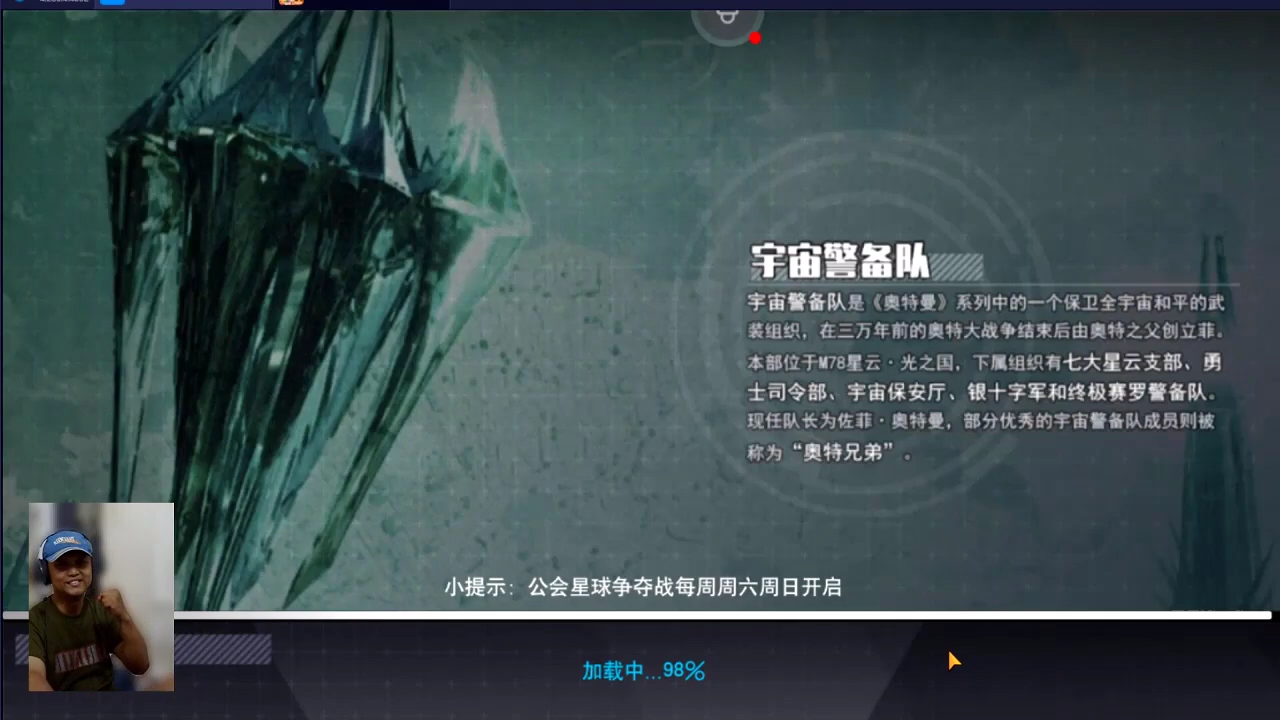 宇宙警备队
宇宙警备队是《奥特曼》系列中的一个保卫全宇宙和平的武
装组织，在三万年前的奥特大战争结束后由奥特之父创立菲。
本部位于M78星云·光之国，下属组织有七大星云支部、勇
士司令部、宇宙保安厅、银十字军和终极赛罗警备队。
现任队长为佐菲·奥特曼，部分优秀的宇宙警备队成员则被
称为“奥特兄弟”。
小提示：公会星球争夺战每周周六周日开启
加载中...98%